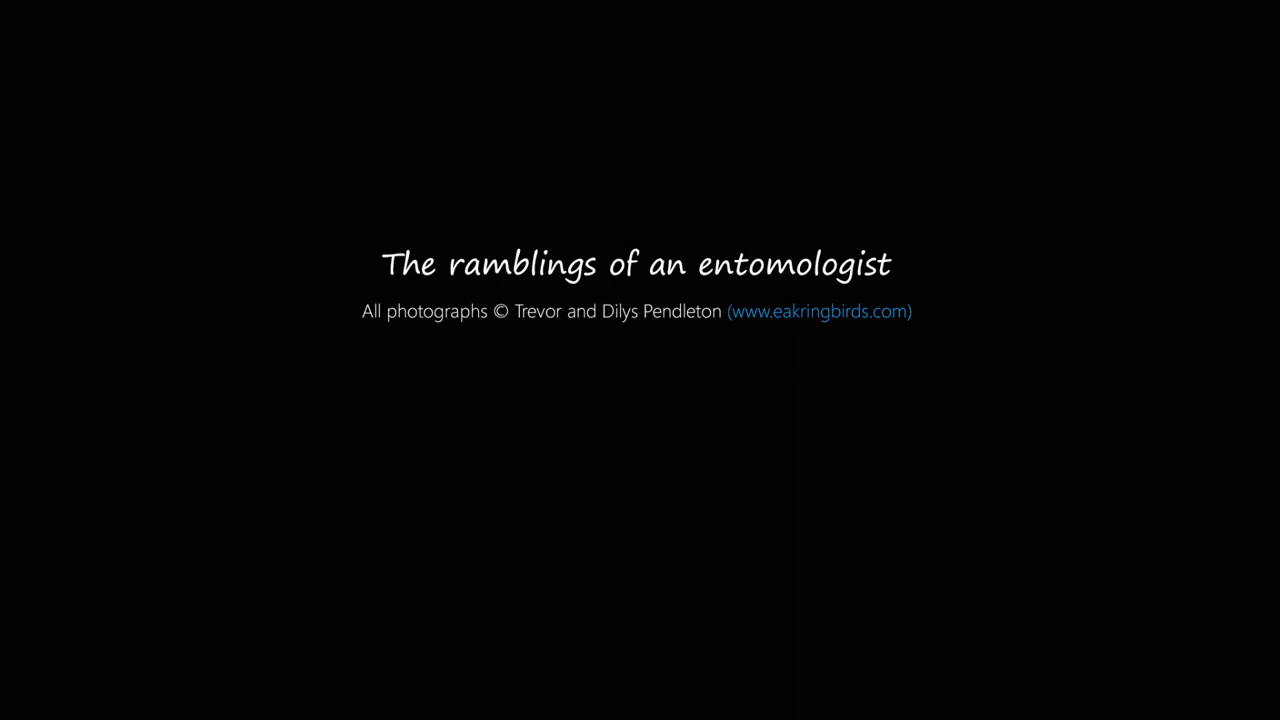 The ramblings of an entomologist
All photographs © Trevor and Dilys Pendleton (www.eakringbirds.com)